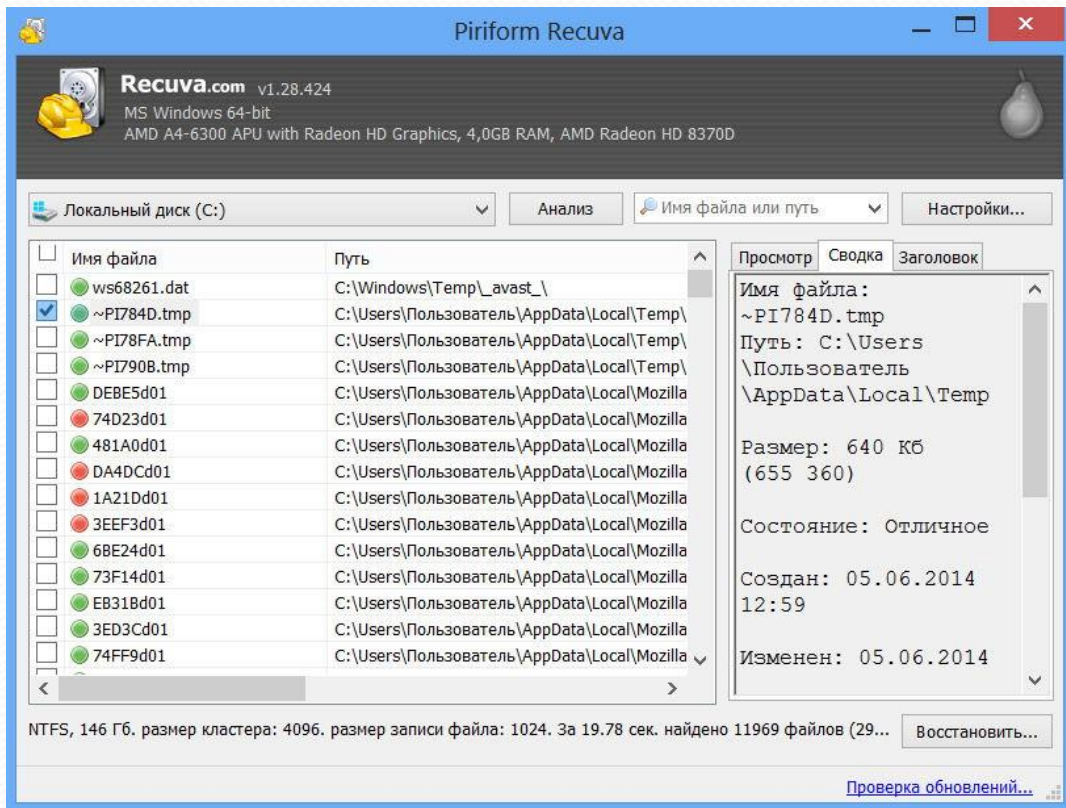 Piriform Recuva
Recuva.com v1.28.424
MS Windows 64-bit
AMD A4-6300 APU with Radeon HD Graphics, 4,0GB RAM, AMD Radeon HD 8370D
Локальный диск (C:) Анализ Имя файла или путь Настройки...
Имя файла Путь
ws68261.dat C:\Windows\Temp\_avast_\
~PI784D.tmp C:\Users\Пользователь\AppData\Local\Temp\
~PI78FA.tmp C:\Users\Пользователь\AppData\Local\Temp\
~PI790B.tmp C:\Users\Пользователь\AppData\Local\Temp\
DEBE5d01 C:\Users\Пользователь\AppData\Local\Mozilla
74D23d01 C:\Users\Пользователь\AppData\Local\Mozilla
481A0d01 C:\Users\Пользователь\AppData\Local\Mozilla
DA4DCd01 C:\Users\Пользователь\AppData\Local\Mozilla
1A21Dd01 C:\Users\Пользователь\AppData\Local\Mozilla
3EEF3d01 C:\Users\Пользователь\AppData\Local\Mozilla
6BE24d01 C:\Users\Пользователь\AppData\Local\Mozilla
73F14d01 C:\Users\Пользователь\AppData\Local\Mozilla
EB31Bd01 C:\Users\Пользователь\AppData\Local\Mozilla
3ED3Cd01 C:\Users\Пользователь\AppData\Local\Mozilla
74FF9d01 C:\Users\Пользователь\AppData\Local\Mozilla
Просмотр Сводка Заголовок
Имя файла:
~PI784D.tmp
Путь: C:\Users
\Пользователь
\AppData\Local\Temp
Размер: 640 Кб
(655 360)
Состояние: Отличное
Создан: 05.06.2014
12:59
Изменен: 05.06.2014
NTFS, 146 Гб. размер кластера: 4096. размер записи файла: 1024. За 19.78 сек. найдено 11969 файлов (29...
Восстановить...
Проверка обновлений...